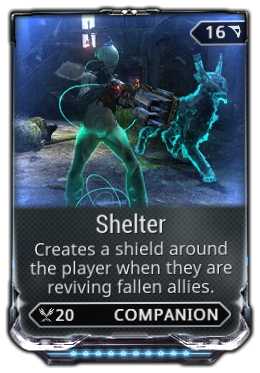 16
Shelter
Creates a shield around
the player when they are
reviving fallen allies.
20 COMPANION